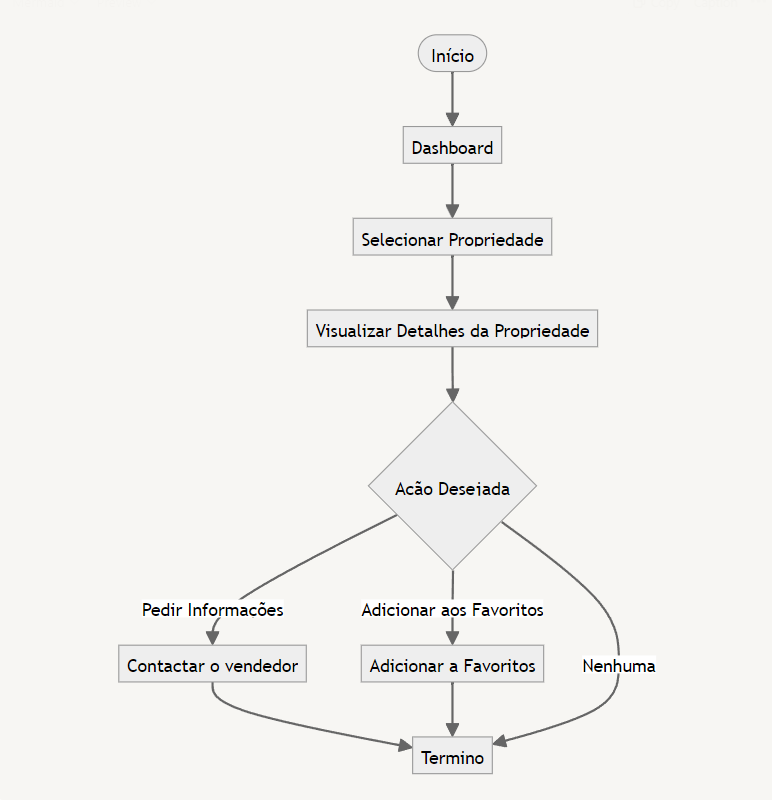 Início
Dashboard
Selecionar Propriedade
Visualizar Detalhes da Propriedade
Acão Desejada
Pedir Informações
Adicionar aos Favoritos
Contactar o vendedor
Adicionar a Favoritos
Nenhuma
Termino